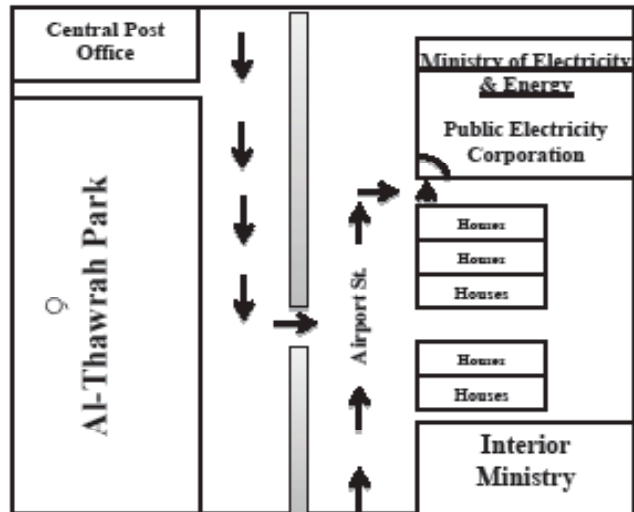 Central Post
Office
Ministry of Electricity
& Energy
Public Electricity
Corporation
Al-Thawrah Park
9
Airport St.
Houses
Houses
Houses
Houses
Houses
Interior
Ministry